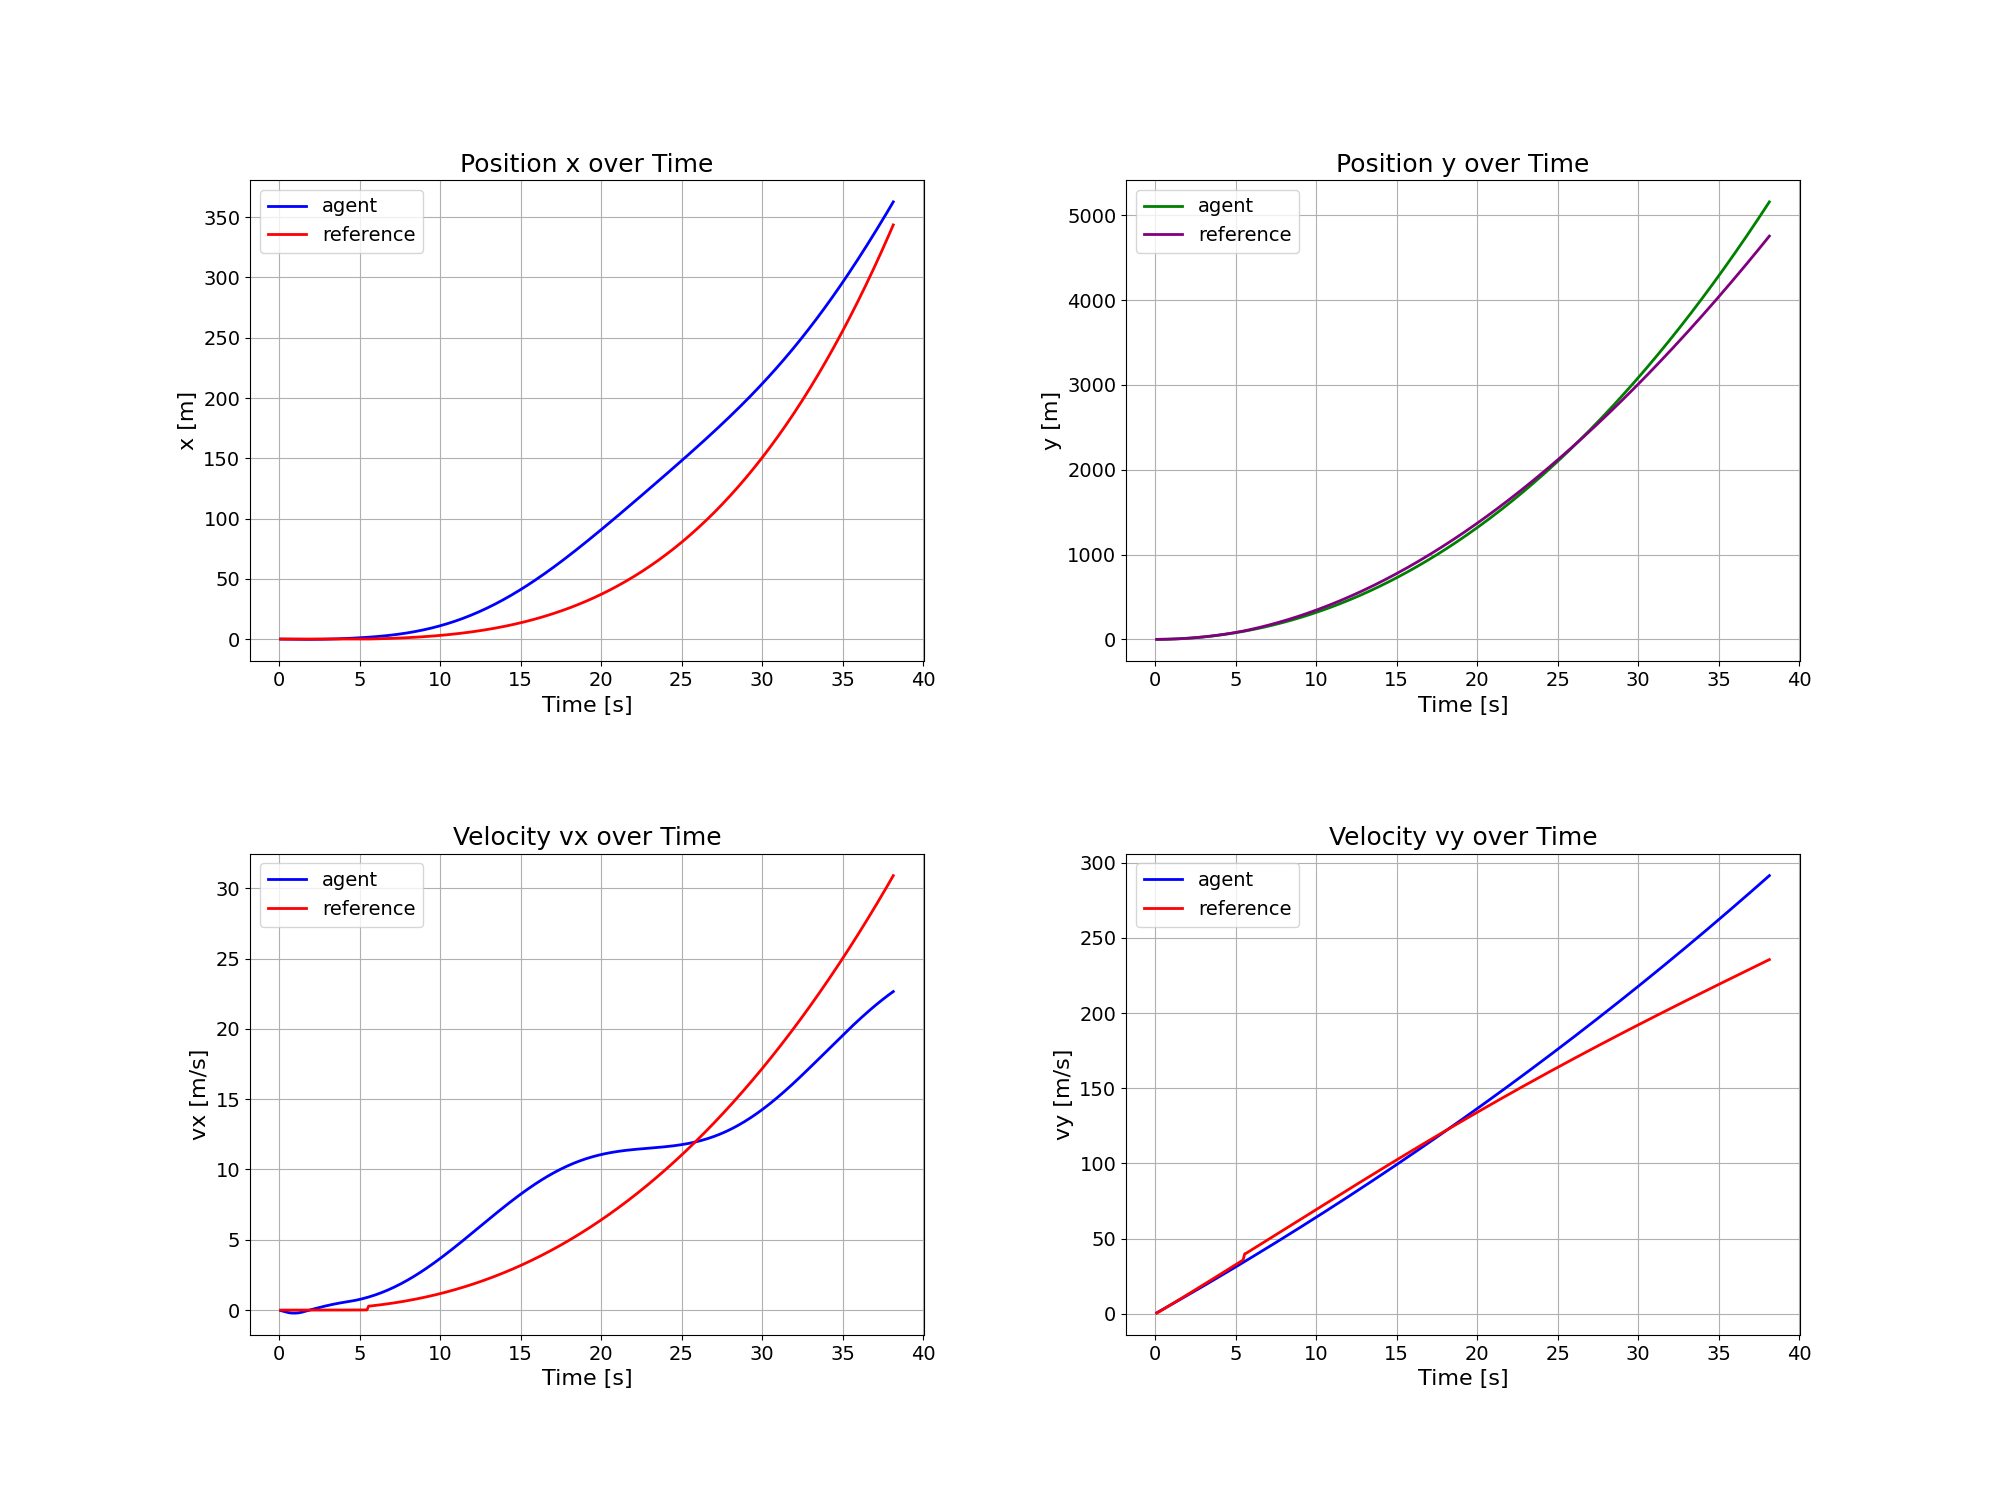 Position x over Time
agent
reference
350
300
250
200
150
100
50
0
x [m]
0 5 10 15 20 25 30 35 40
Time [s]
Position y over Time
agent
reference
5000
4000
3000
2000
1000
0
y [m]
0 5 10 15 20 25 30 35 40
Time [s]
Velocity vx over Time
agent
reference
30
25
20
15
10
5
0
vx [m/s]
0 5 10 15 20 25 30 35 40
Time [s]
Velocity vy over Time
agent
reference
300
250
200
150
100
50
0
vy [m/s]
0 5 10 15 20 25 30 35 40
Time [s]